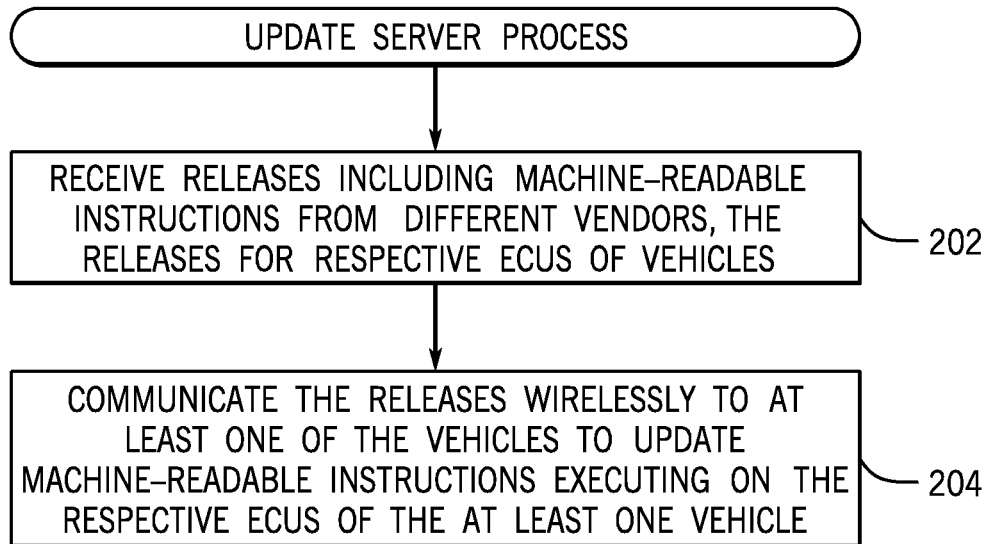 UPDATE SERVER PROCESS
RECEIVE RELEASES INCLUDING MACHINE–READABLE
INSTRUCTIONS FROM DIFFERENT VENDORS, THE
RELEASES FOR RESPECTIVE ECUS OF VEHICLES
202
COMMUNICATE THE RELEASES WIRELESSLY TO AT
LEAST ONE OF THE VEHICLES TO UPDATE
MACHINE–READABLE INSTRUCTIONS EXECUTING ON THE
RESPECTIVE ECUS OF THE AT LEAST ONE VEHICLE
204